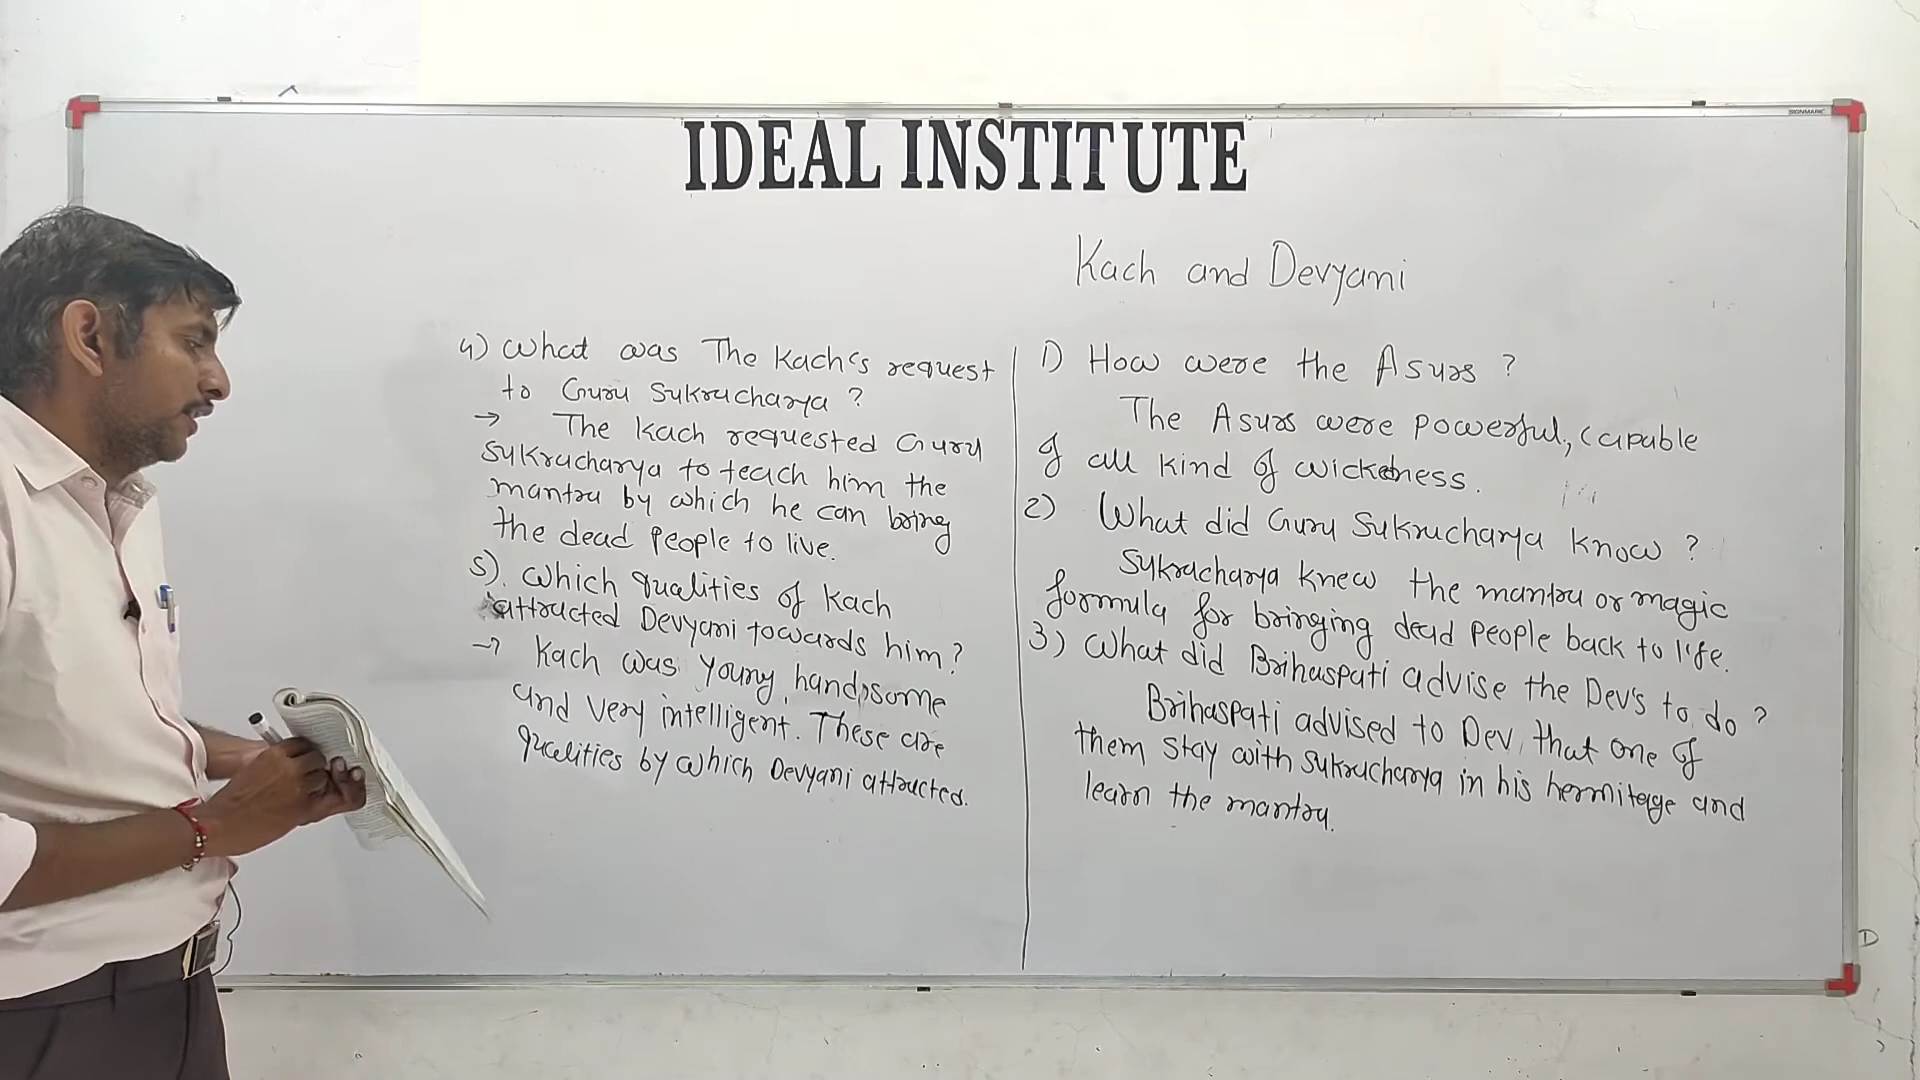 IDEAL INSTITUTE
Kach and Devyani
1) How were the Asurs ?
The Asurs were powerful, capable
of all kind of wickedness.
2) What did Guru Sukrucharya know ?
Sukracharya knew the mantra or magic
formula for bringing dead people back to life.
3) What did Brihaspati advise the Dev's to do ?
Brihaspati advised to Dev, that one of
them stay with Sukracharya in his hermitage and
learn the mantra.
4) What was The Kach's request
to Guru Sukracharya ?
→ The Kach requested Guru
Sukracharya to teach him the
mantra by which he can bring
the dead people to live.
5). Which qualities of Kach
attracted Devyani towards him?
→ Kach was young, handsome
and very intelligent. These are
qualities by which Devyani attracted.
SIGNMARK